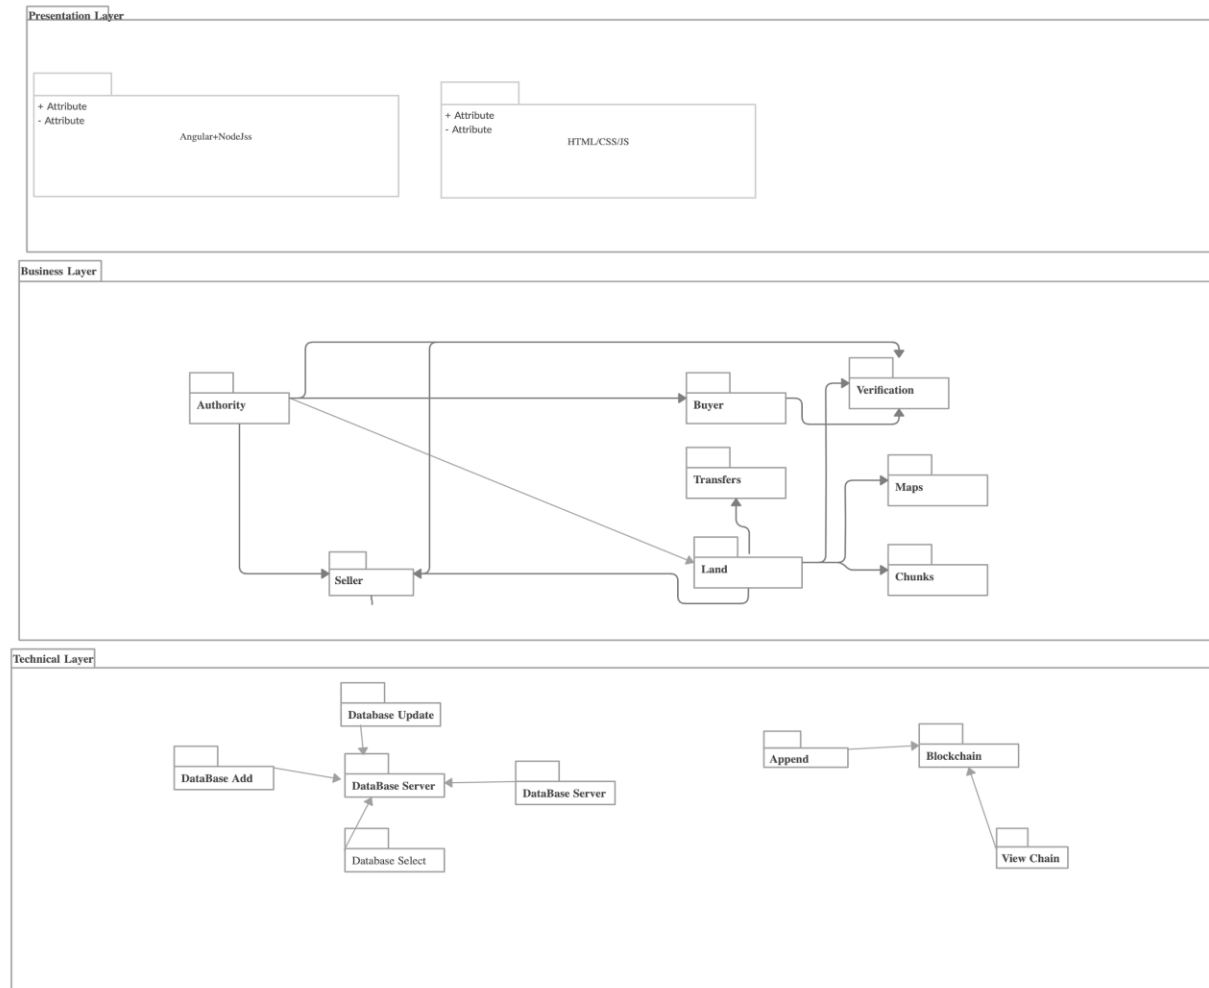 Presentation Layer
+ Attribute
- Attribute
Angular+NodeJss
+ Attribute
- Attribute
HTML/CSS/JS
Business Layer
Authority
Buyer
Verification
Transfers
Maps
Land
Chunks
Seller
Technical Layer
Database Update
DataBase Add
DataBase Server
DataBase Server
Database Select
Append
Blockchain
View Chain